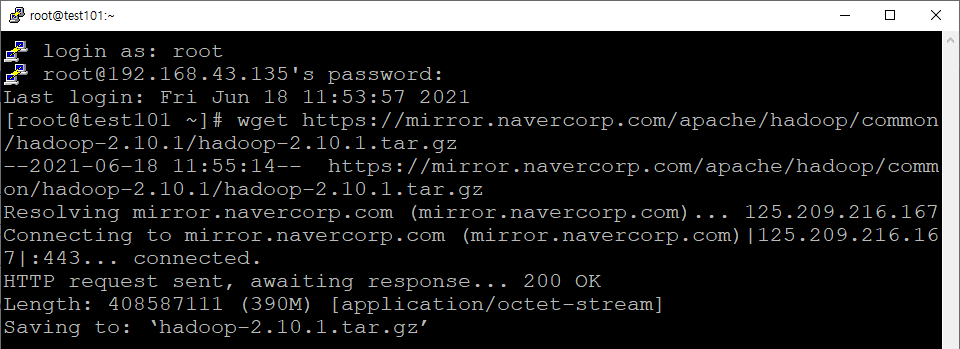 root@test101:~
login as: root
root@192.168.43.135's password:
Last login: Fri Jun 18 11:53:57 2021
[root@test101 ~]# wget https://mirror.navercorp.com/apache/hadoop/common
/hadoop-2.10.1/hadoop-2.10.1.tar.gz
--2021-06-18 11:55:14--  https://mirror.navercorp.com/apache/hadoop/comm
on/hadoop-2.10.1/hadoop-2.10.1.tar.gz
Resolving mirror.navercorp.com (mirror.navercorp.com)... 125.209.216.167
Connecting to mirror.navercorp.com (mirror.navercorp.com)|125.209.216.16
7|:443... connected.
HTTP request sent, awaiting response... 200 OK
Length: 408587111 (390M) [application/octet-stream]
Saving to: ‘hadoop-2.10.1.tar.gz’